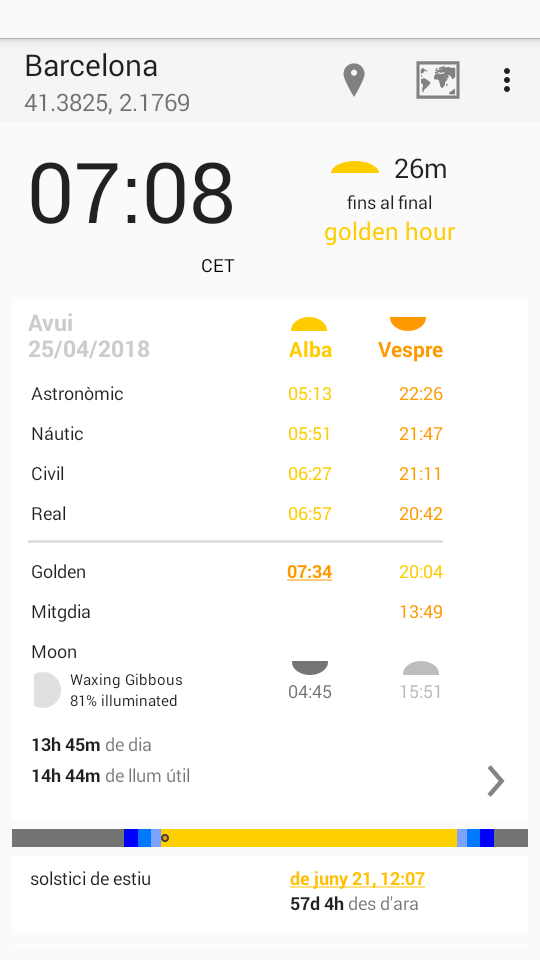 Barcelona
41.3825, 2.1769
07:08
CET
26m
fins al final
golden hour
Avui
25/04/2018
Alba
Vespre
Astronòmic 05:13 22:26
Náutic 05:51 21:47
Civil 06:27 21:11
Real 06:57 20:42
Golden 07:34 20:04
Mitgdia 13:49
Moon
Waxing Gibbous
81% illuminated
04:45 15:51
13h 45m de dia
14h 44m de llum útil
solstici de estiu
de juny 21, 12:07
57d 4h des d'ara